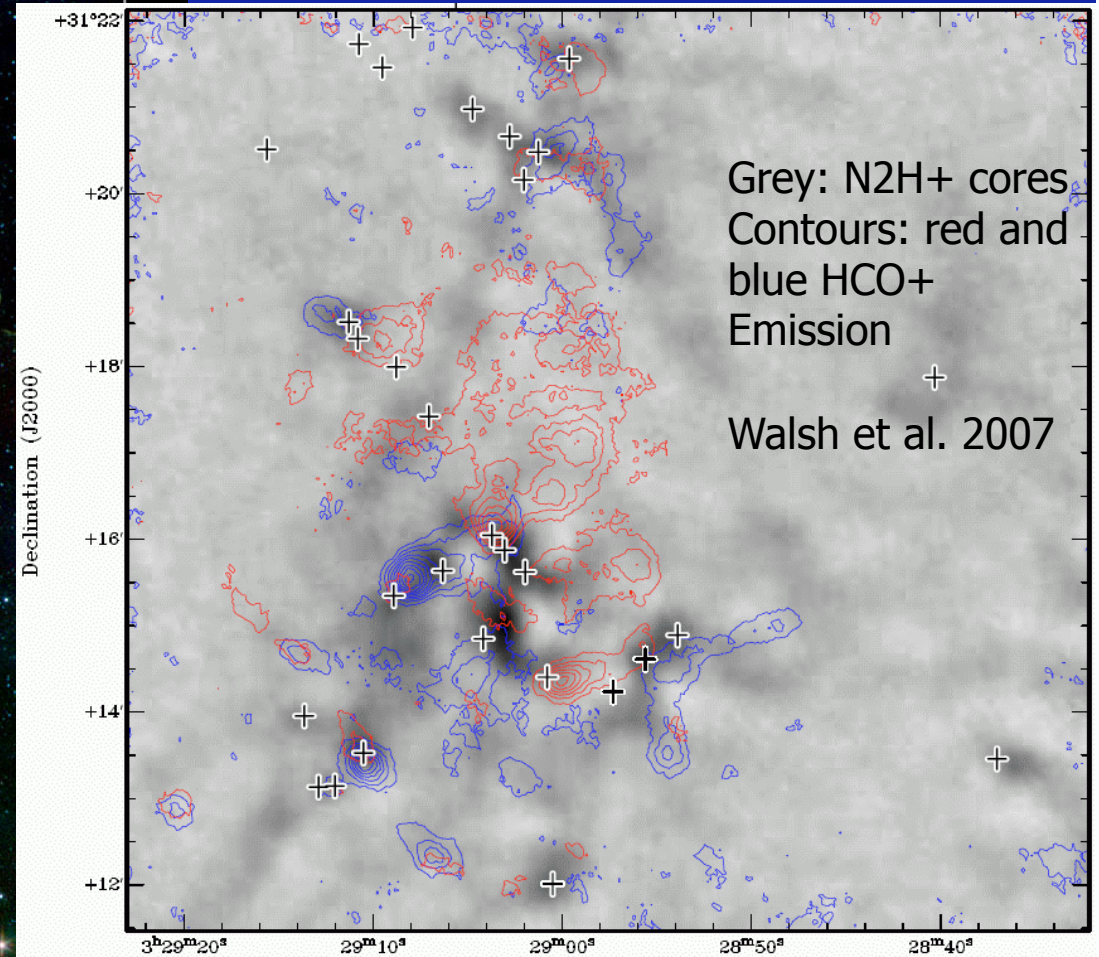 +31°22′
+20′
+18′
+16′
+14′
+12′
Declination (J2000)
Grey: N2H+ cores
Contours: red and
blue HCO+
Emission
Walsh et al. 2007
3ʰ29ᵐ20ˢ
29ᵐ10ˢ
29ᵐ00ˢ
28ᵐ50ˢ
28ᵐ40ˢ